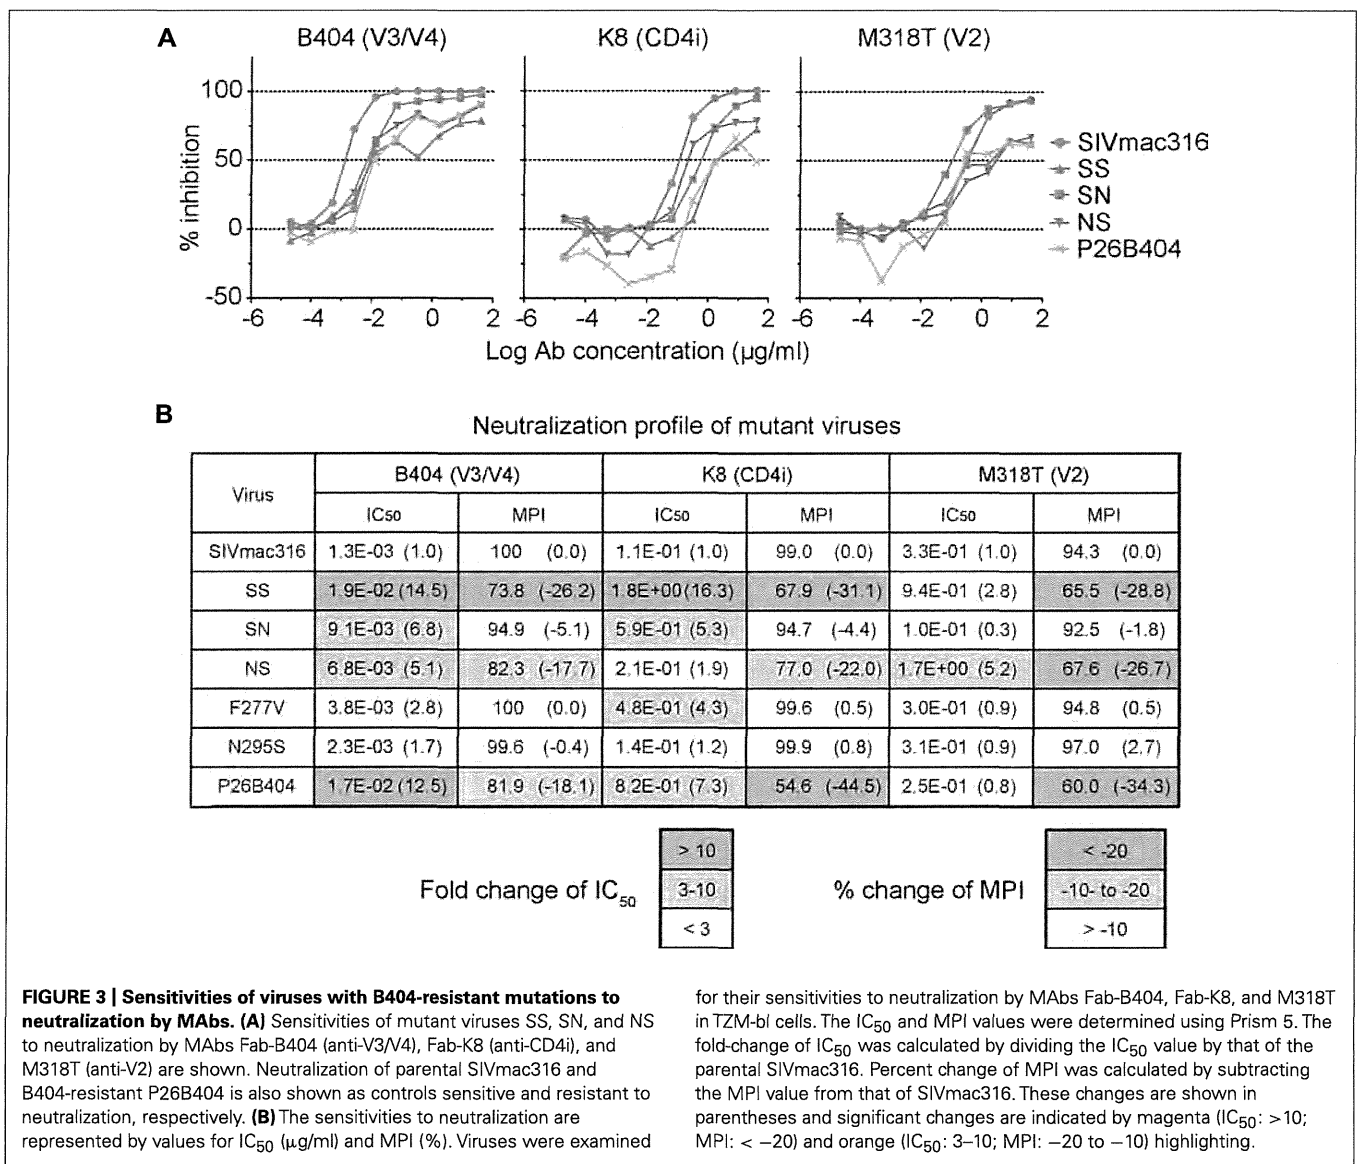 A
B404 (V3/V4)
K8 (CD4i)
M318T (V2)
100
50
0
-50
% inhibition
-6 -4 -2 0 2
-6 -4 -2 0 2
-6 -4 -2 0 2
Log Ab concentration (µg/ml)
SIVmac316
SS
SN
NS
P26B404
B
Neutralization profile of mutant viruses
Virus B404 (V3/V4) K8 (CD4i) M318T (V2)
IC50 MPI IC50 MPI IC50 MPI
SIVmac316 1.3E-03 (1.0) 100 (0.0) 1.1E-01 (1.0) 99.0 (0.0) 3.3E-01 (1.0) 94.3 (0.0)
SS 1.9E-02 (14.5) 73.8 (-26.2) 1.8E+00 (16.3) 67.9 (-31.1) 9.4E-01 (2.8) 65.5 (-28.8)
SN 9.1E-03 (6.8) 94.9 (-5.1) 5.9E-01 (5.3) 94.7 (-4.4) 1.0E-01 (0.3) 92.5 (-1.8)
NS 6.8E-03 (5.1) 82.3 (-17.7) 2.1E-01 (1.9) 77.0 (-22.0) 1.7E+00 (5.2) 67.6 (-26.7)
F277V 3.8E-03 (2.8) 100 (0.0) 4.8E-01 (4.3) 99.6 (0.5) 3.0E-01 (0.9) 94.8 (0.5)
N295S 2.3E-03 (1.7) 99.6 (-0.4) 1.4E-01 (1.2) 99.9 (0.8) 3.1E-01 (0.9) 97.0 (2.7)
P26B404 1.7E-02 (12.5) 81.9 (-18.1) 8.2E-01 (7.3) 54.6 (-44.5) 2.5E-01 (0.8) 60.0 (-34.3)
Fold change of IC50
> 10
3-10
< 3
% change of MPI
< -20
-10- to -20
> -10
FIGURE 3 | Sensitivities of viruses with B404-resistant mutations to
neutralization by MAbs. (A) Sensitivities of mutant viruses SS, SN, and NS
to neutralization by MAbs Fab-B404 (anti-V3/V4), Fab-K8 (anti-CD4i), and
M318T (anti-V2) are shown. Neutralization of parental SIVmac316 and
B404-resistant P26B404 is also shown as controls sensitive and resistant to
neutralization, respectively. (B) The sensitivities to neutralization are
represented by values for IC50 (µg/ml) and MPI (%). Viruses were examined
for their sensitivities to neutralization by MAbs Fab-B404, Fab-K8, and M318T
in TZM-bl cells. The IC50 and MPI values were determined using Prism 5. The
fold-change of IC50 was calculated by dividing the IC50 value by that of the
parental SIVmac316. Percent change of MPI was calculated by subtracting
the MPI value from that of SIVmac316. These changes are shown in
parentheses and significant changes are indicated by magenta (IC50: >10;
MPI: < −20) and orange (IC50: 3–10; MPI: −20 to −10) highlighting.